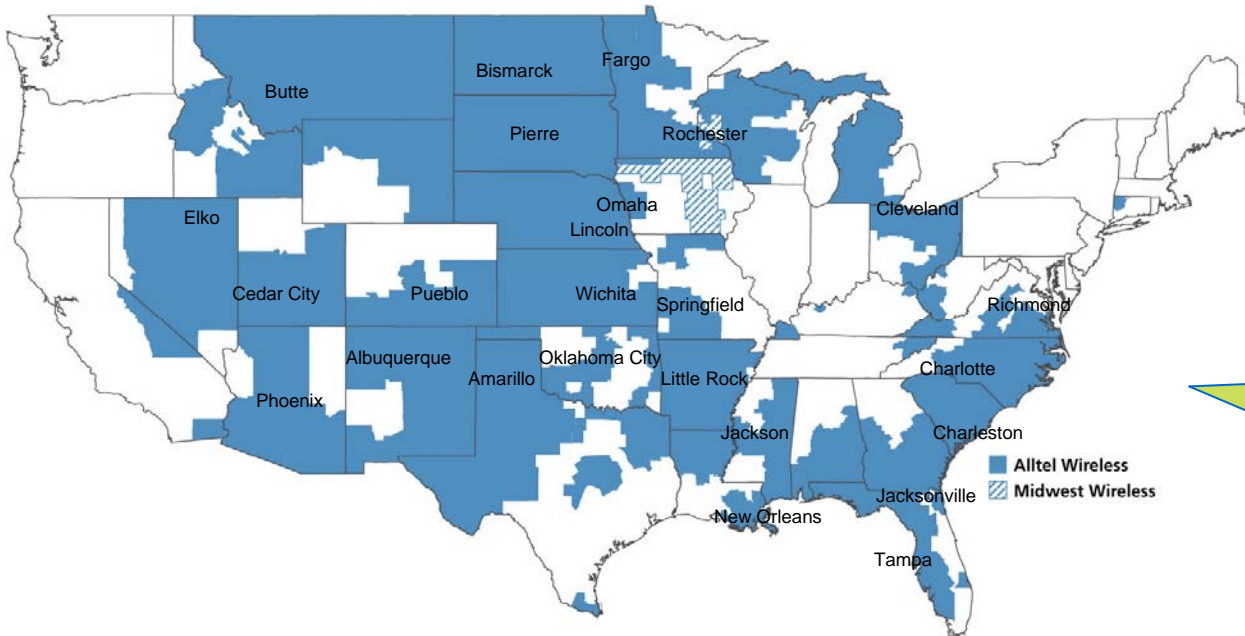 Fargo
Bismarck
Butte
Pierre
Rochester
Omaha
Elko
Cleveland
Lincoln
Cedar City
Pueblo
Wichita
Springfield
Richmond
Albuquerque
Oklahoma City
Amarillo
Little Rock
Charlotte
Phoenix
Jackson
Charleston
Alltel Wireless
Midwest Wireless
Jacksonville
New Orleans
Tampa